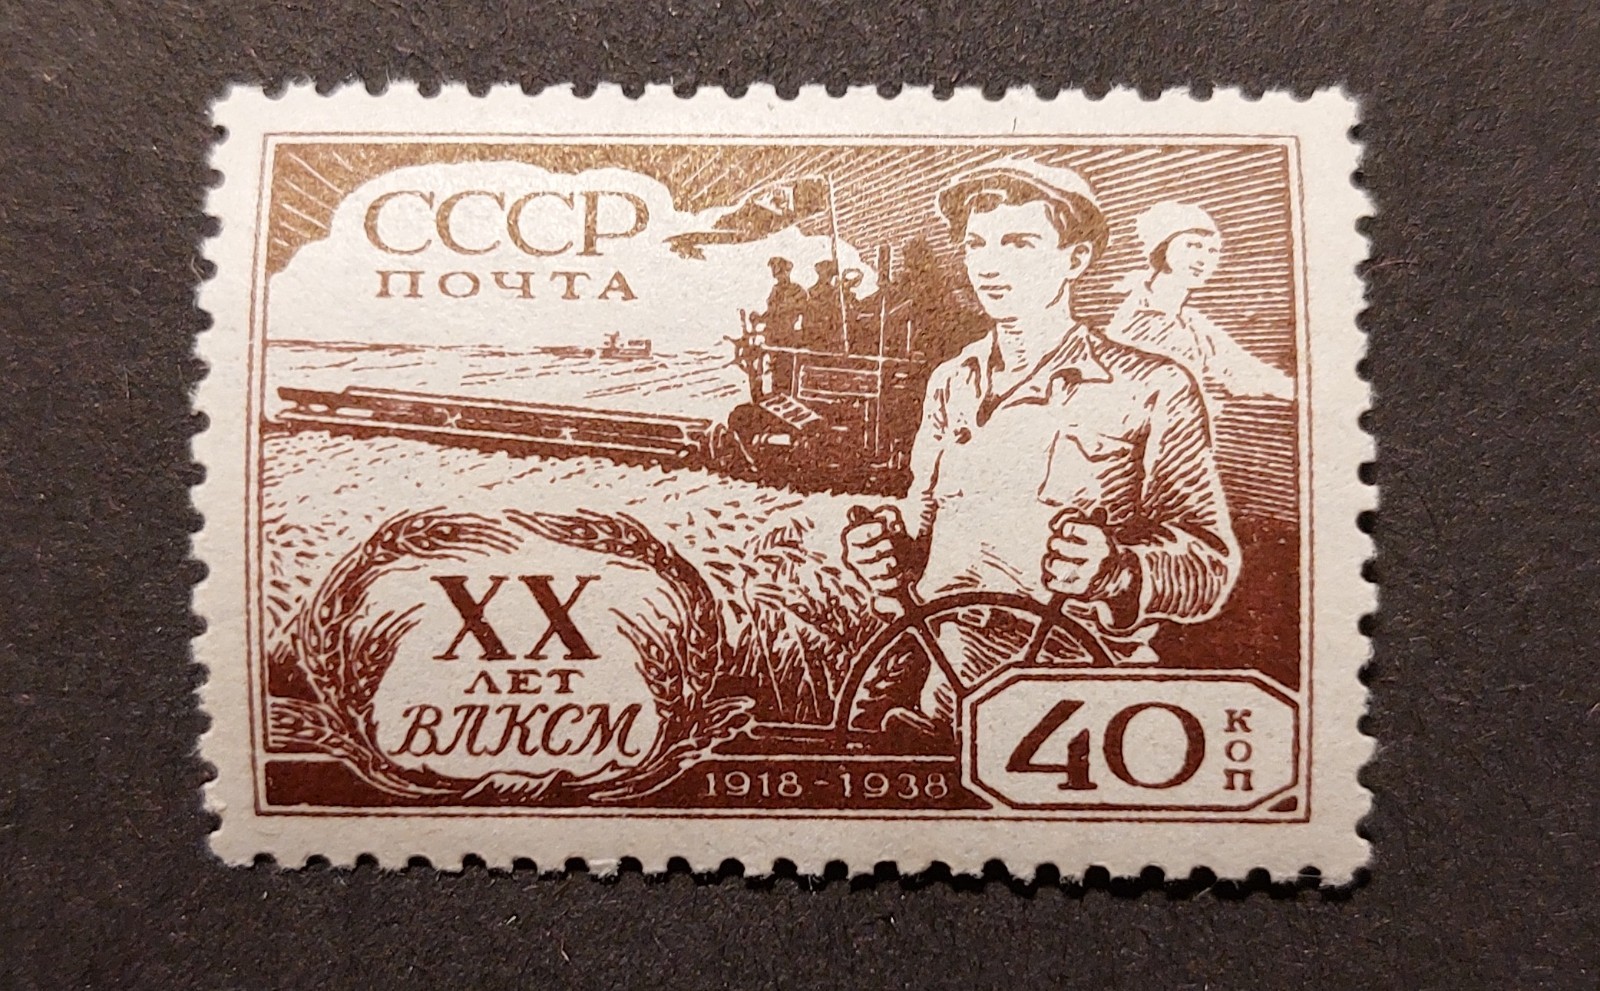 СССР
ПОЧТА
XX
ЛЕТ
ВЛКСМ
1918-1938
40 КОП